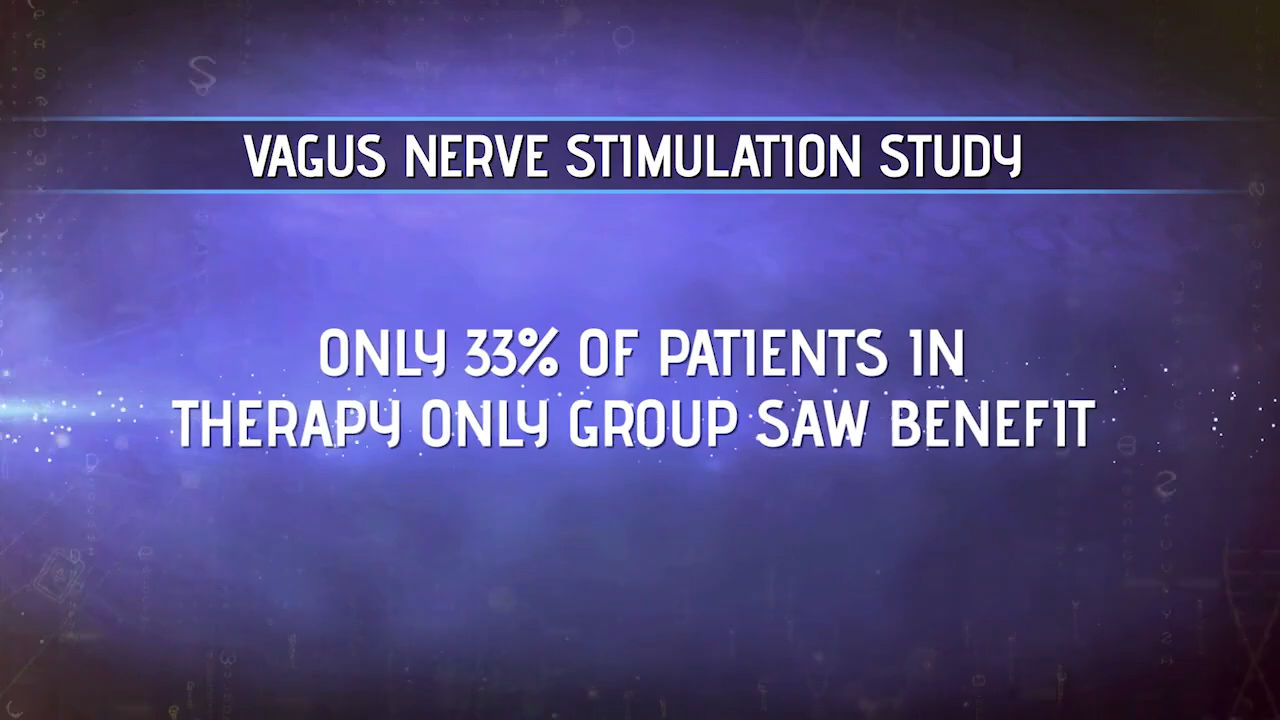 VAGUS NERVE STIMULATION STUDY
ONLY 33% OF PATIENTS IN
THERAPY ONLY GROUP SAW BENEFIT